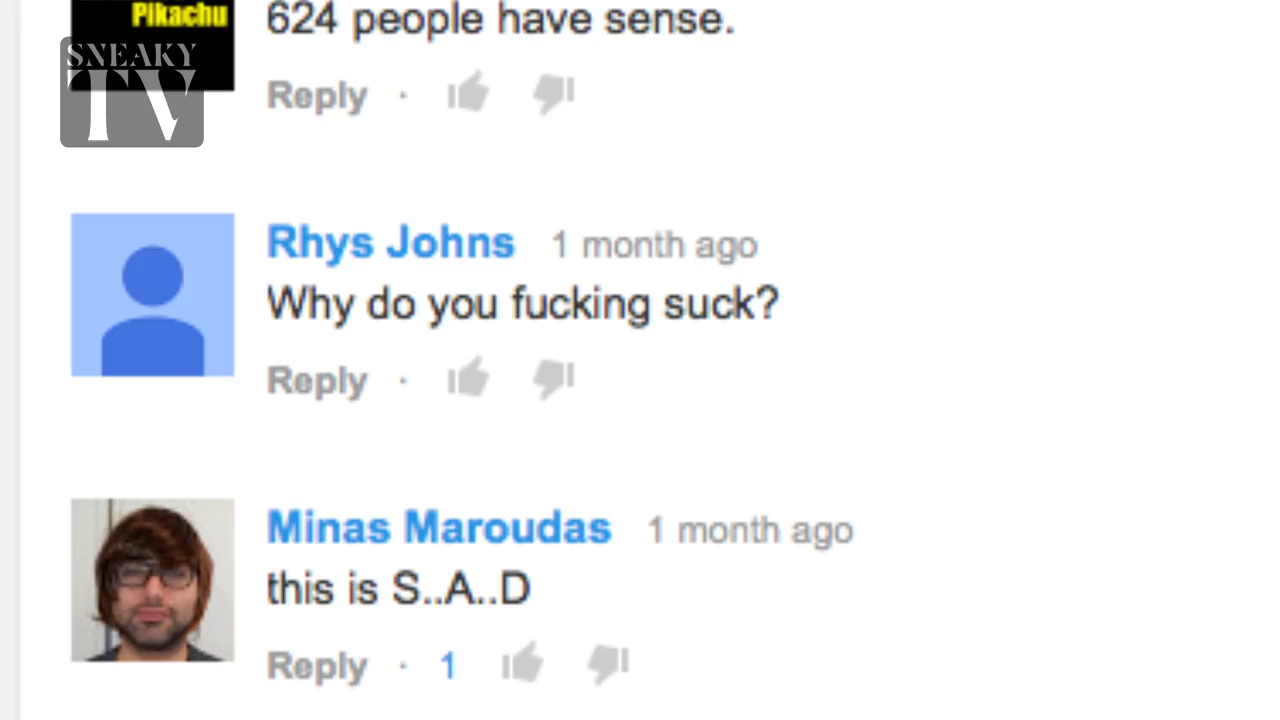 Pikachu
624 people have sense.
SNEAKY
TV
Reply ·
Rhys Johns 1 month ago
Why do you fucking suck?
Reply ·
Minas Maroudas 1 month ago
this is S..A..D
Reply · 1